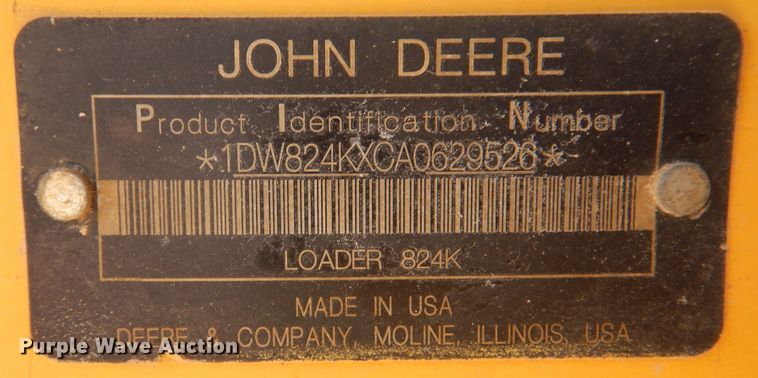 JOHN DEERE
Product Identification Number
*1DW824KXCA0629526*
LOADER 824K
MADE IN USA
DEERE & COMPANY, MOLINE, ILLINOIS, USA
Purple Wave Auction